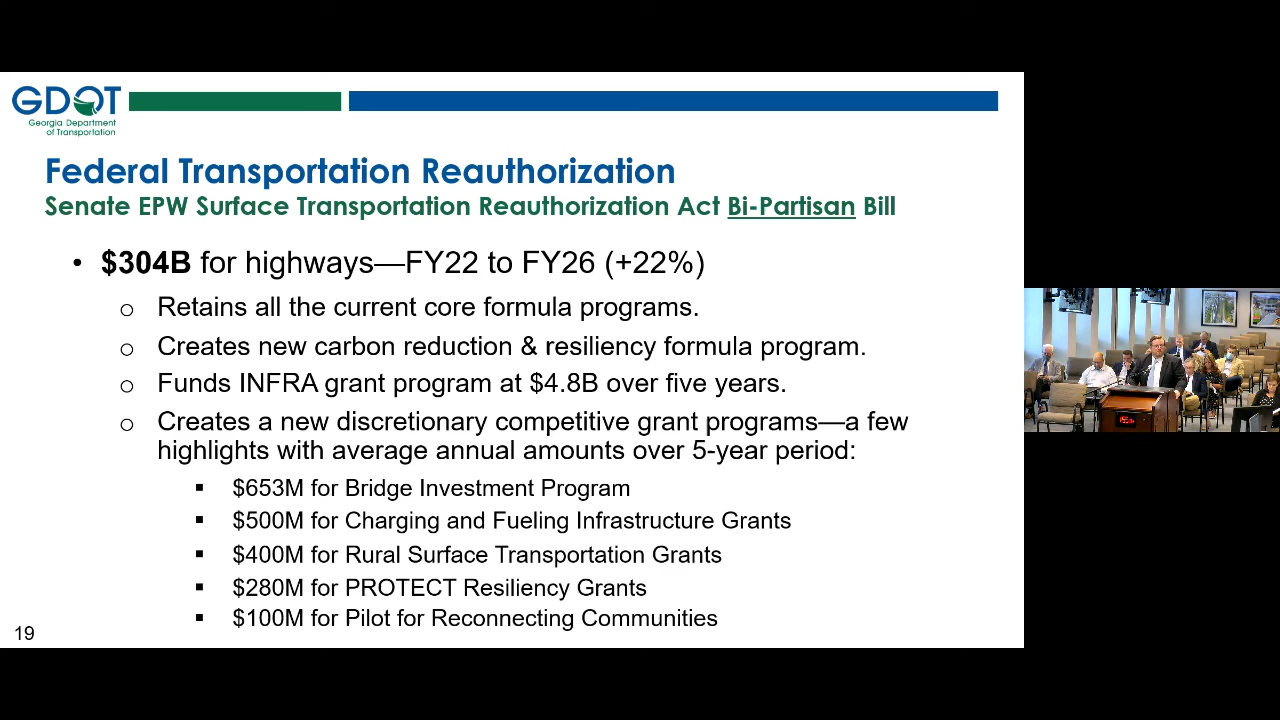 GDOT
Georgia Department
of Transportation
Federal Transportation Reauthorization
Senate EPW Surface Transportation Reauthorization Act Bi-Partisan Bill
• $304B for highways—FY22 to FY26 (+22%)
o Retains all the current core formula programs.
o Creates new carbon reduction & resiliency formula program.
o Funds INFRA grant program at $4.8B over five years.
o Creates a new discretionary competitive grant programs—a few
highlights with average annual amounts over 5-year period:
▪ $653M for Bridge Investment Program
▪ $500M for Charging and Fueling Infrastructure Grants
▪ $400M for Rural Surface Transportation Grants
▪ $280M for PROTECT Resiliency Grants
▪ $100M for Pilot for Reconnecting Communities
19